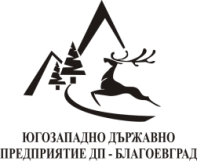 ЮГОЗАПАДНО ДЪРЖАВНО
ПРЕДПРИЯТИЕ ДП - БЛАГОЕВГРАД